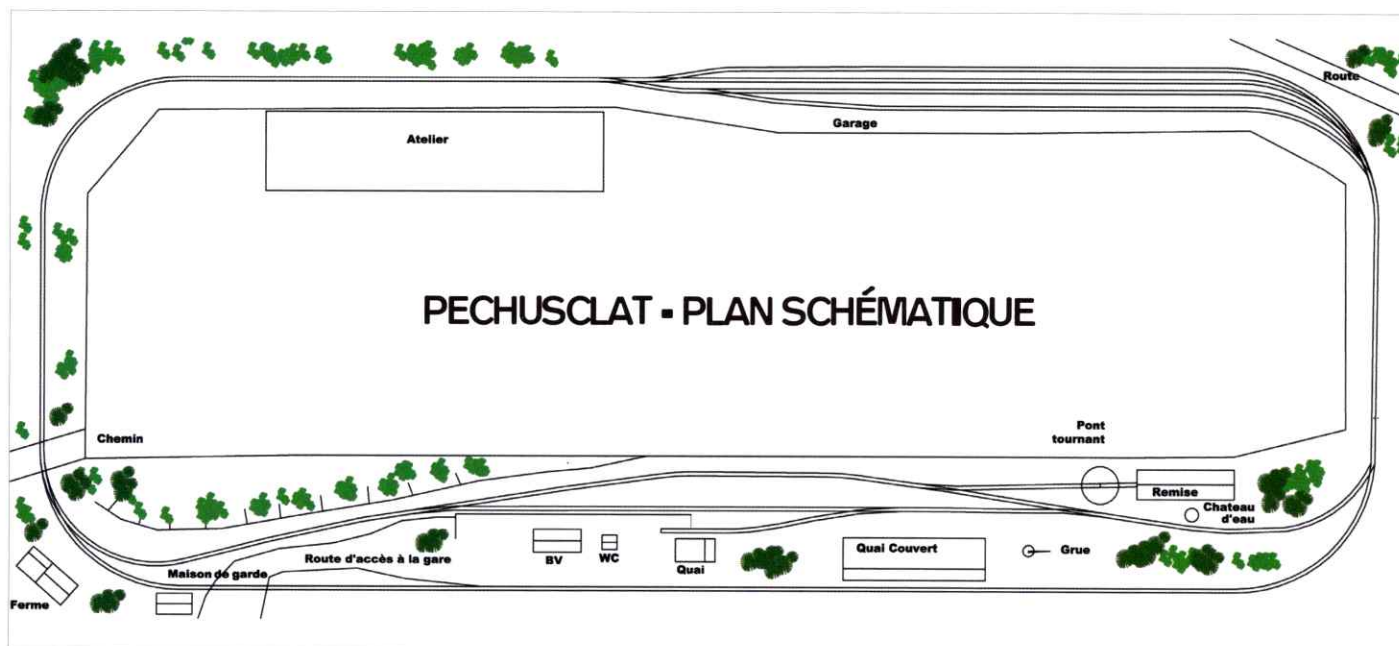 Route
Garage
Atelier
PECHUSCLAT - PLAN SCHÉMATIQUE
Chemin
Pont
tournant
Remise
Chateau
d'eau
Quai Couvert
Grue
Route d'accès à la gare
BV
WC
Quai
Maison de garde
Ferme